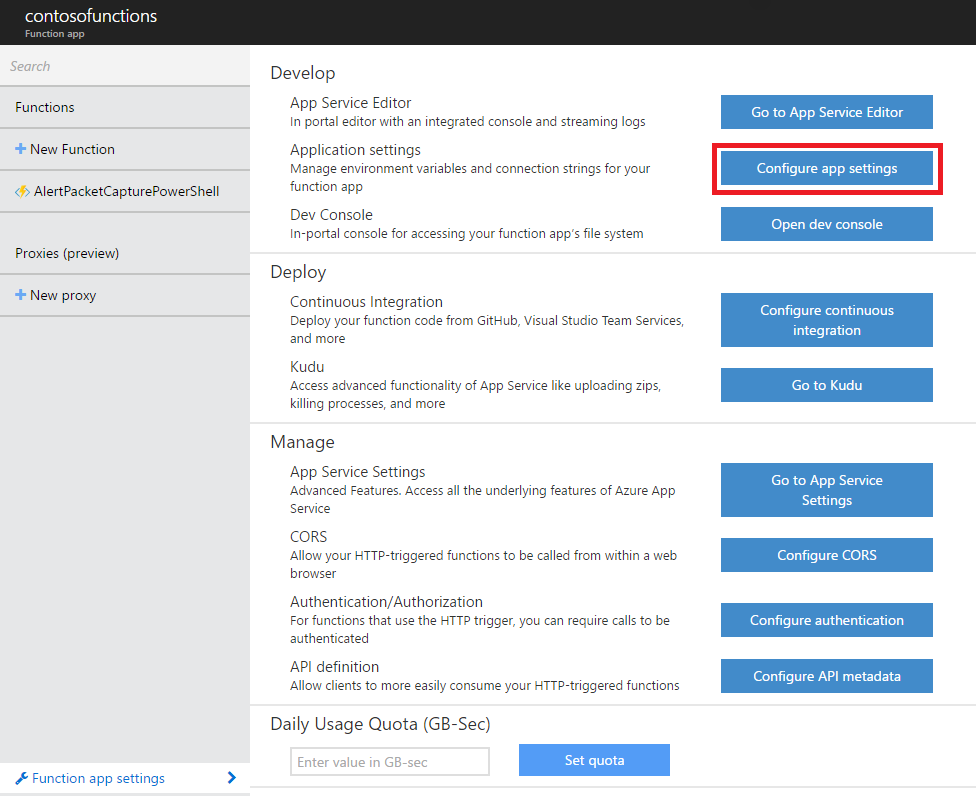 contosofunctions
Function app
Search
Functions
New Function
AlertPacketCapturePowerShell
Proxies (preview)
New proxy
Function app settings
Develop
App Service Editor
In portal editor with an integrated console and streaming logs
Go to App Service Editor
Application settings
Manage environment variables and connection strings for your
function app
Configure app settings
Dev Console
In-portal console for accessing your function app's file system
Open dev console
Deploy
Continuous Integration
Deploy your function code from GitHub, Visual Studio Team Services,
and more
Configure continuous
integration
Kudu
Access advanced functionality of App Service like uploading zips,
killing processes, and more
Go to Kudu
Manage
App Service Settings
Advanced Features. Access all the underlying features of Azure App
Service
Go to App Service
Settings
CORS
Allow your HTTP-triggered functions to be called from within a web
browser
Configure CORS
Authentication/Authorization
For functions that use the HTTP trigger, you can require calls to be
authenticated
Configure authentication
API definition
Allow clients to more easily consume your HTTP-triggered functions
Configure API metadata
Daily Usage Quota (GB-Sec)
Enter value in GB-sec
Set quota